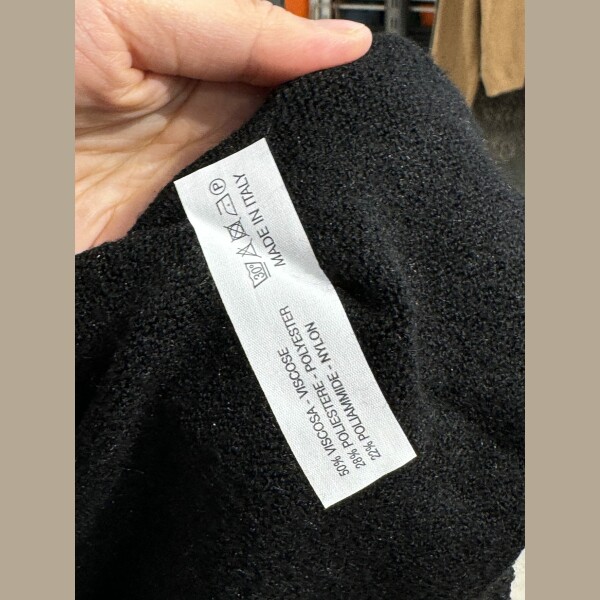 50% VISCOSA - VISCOSE
28% POLIESTERE - POLYESTER
22% POLIAMMIDE - NYLON
30°
P
MADE IN ITALY